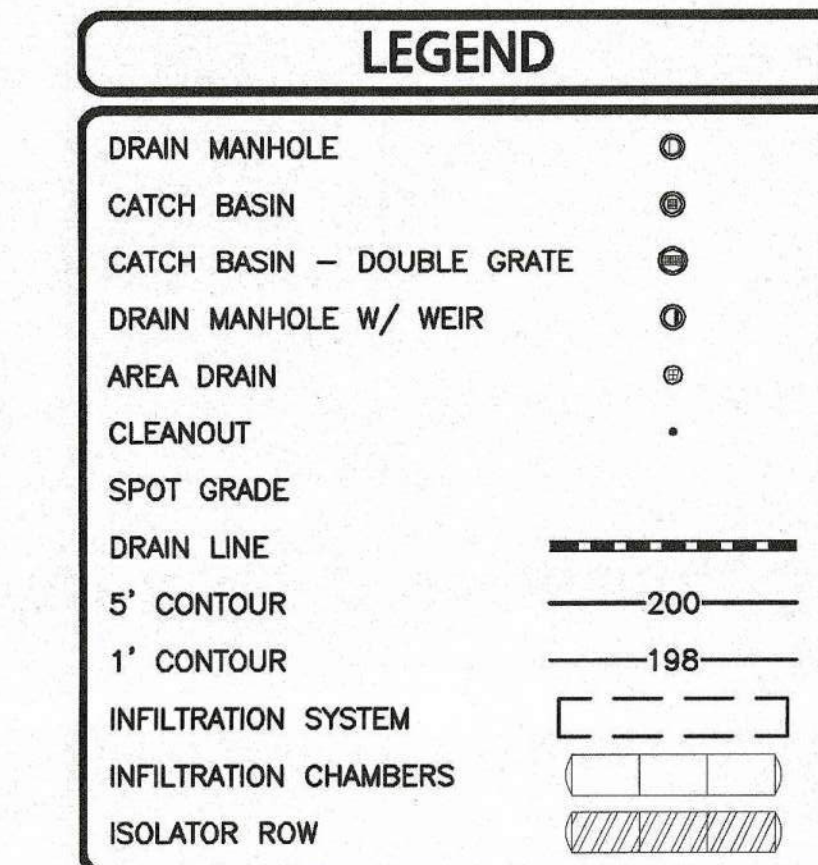 LEGEND
DRAIN MANHOLE
CATCH BASIN
CATCH BASIN – DOUBLE GRATE
DRAIN MANHOLE W/ WEIR
AREA DRAIN
CLEANOUT
SPOT GRADE
DRAIN LINE
5' CONTOUR 200
1' CONTOUR 198
INFILTRATION SYSTEM
INFILTRATION CHAMBERS
ISOLATOR ROW